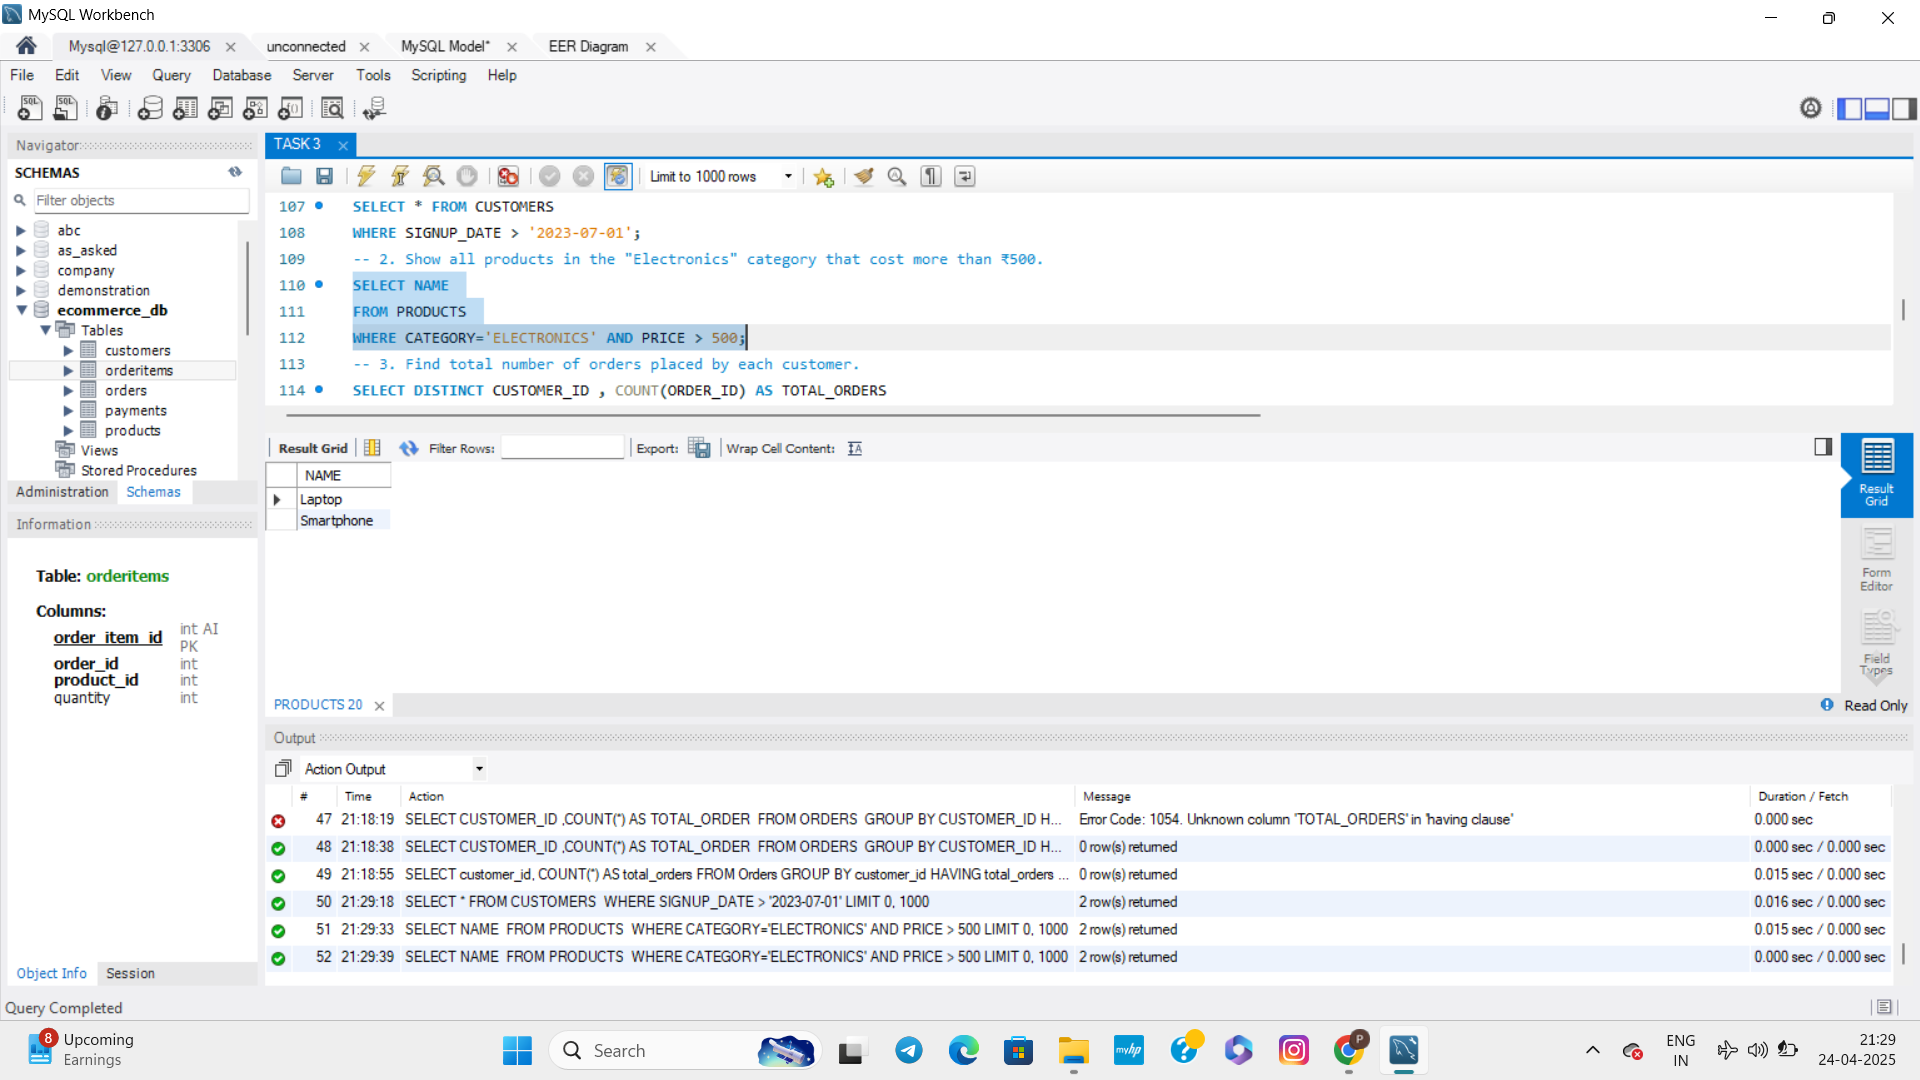 MySQL Workbench
Mysql@127.0.0.1:3306
unconnected
MySQL Model*
EER Diagram
File Edit View Query Database Server Tools Scripting Help
Navigator
SCHEMAS
Filter objects
abc
as_asked
company
demonstration
ecommerce_db
Tables
customers
orderitems
orders
payments
products
Views
Stored Procedures
Administration Schemas
Information
Table: orderitems
Columns:
order_item_id int AI PK
order_id int
product_id int
quantity int
Object Info Session
TASK 3
Limit to 1000 rows
107 SELECT * FROM CUSTOMERS
108 WHERE SIGNUP_DATE > '2023-07-01';
109 -- 2. Show all products in the "Electronics" category that cost more than ₹500.
110 SELECT NAME
111 FROM PRODUCTS
112 WHERE CATEGORY='ELECTRONICS' AND PRICE > 500;
113 -- 3. Find total number of orders placed by each customer.
114 SELECT DISTINCT CUSTOMER_ID , COUNT(ORDER_ID) AS TOTAL_ORDERS
Result Grid Filter Rows: Export: Wrap Cell Content:
NAME
Laptop
Smartphone
Result Grid
Form Editor
Field Types
PRODUCTS 20
Read Only
Output
Action Output
# Time Action Message Duration / Fetch
47 21:18:19 SELECT CUSTOMER_ID ,COUNT(*) AS TOTAL_ORDER FROM ORDERS GROUP BY CUSTOMER_ID H... Error Code: 1054. Unknown column 'TOTAL_ORDERS' in 'having clause' 0.000 sec
48 21:18:38 SELECT CUSTOMER_ID ,COUNT(*) AS TOTAL_ORDER FROM ORDERS GROUP BY CUSTOMER_ID H... 0 row(s) returned 0.000 sec / 0.000 sec
49 21:18:55 SELECT customer_id, COUNT(*) AS total_orders FROM Orders GROUP BY customer_id HAVING total_orders ... 0 row(s) returned 0.015 sec / 0.000 sec
50 21:29:18 SELECT * FROM CUSTOMERS WHERE SIGNUP_DATE > '2023-07-01' LIMIT 0, 1000 2 row(s) returned 0.016 sec / 0.000 sec
51 21:29:33 SELECT NAME FROM PRODUCTS WHERE CATEGORY='ELECTRONICS' AND PRICE > 500 LIMIT 0, 1000 2 row(s) returned 0.015 sec / 0.000 sec
52 21:29:39 SELECT NAME FROM PRODUCTS WHERE CATEGORY='ELECTRONICS' AND PRICE > 500 LIMIT 0, 1000 2 row(s) returned 0.000 sec / 0.000 sec
Query Completed
8
Upcoming
Earnings
Search
myhp
P
ENG
IN
21:29
24-04-2025